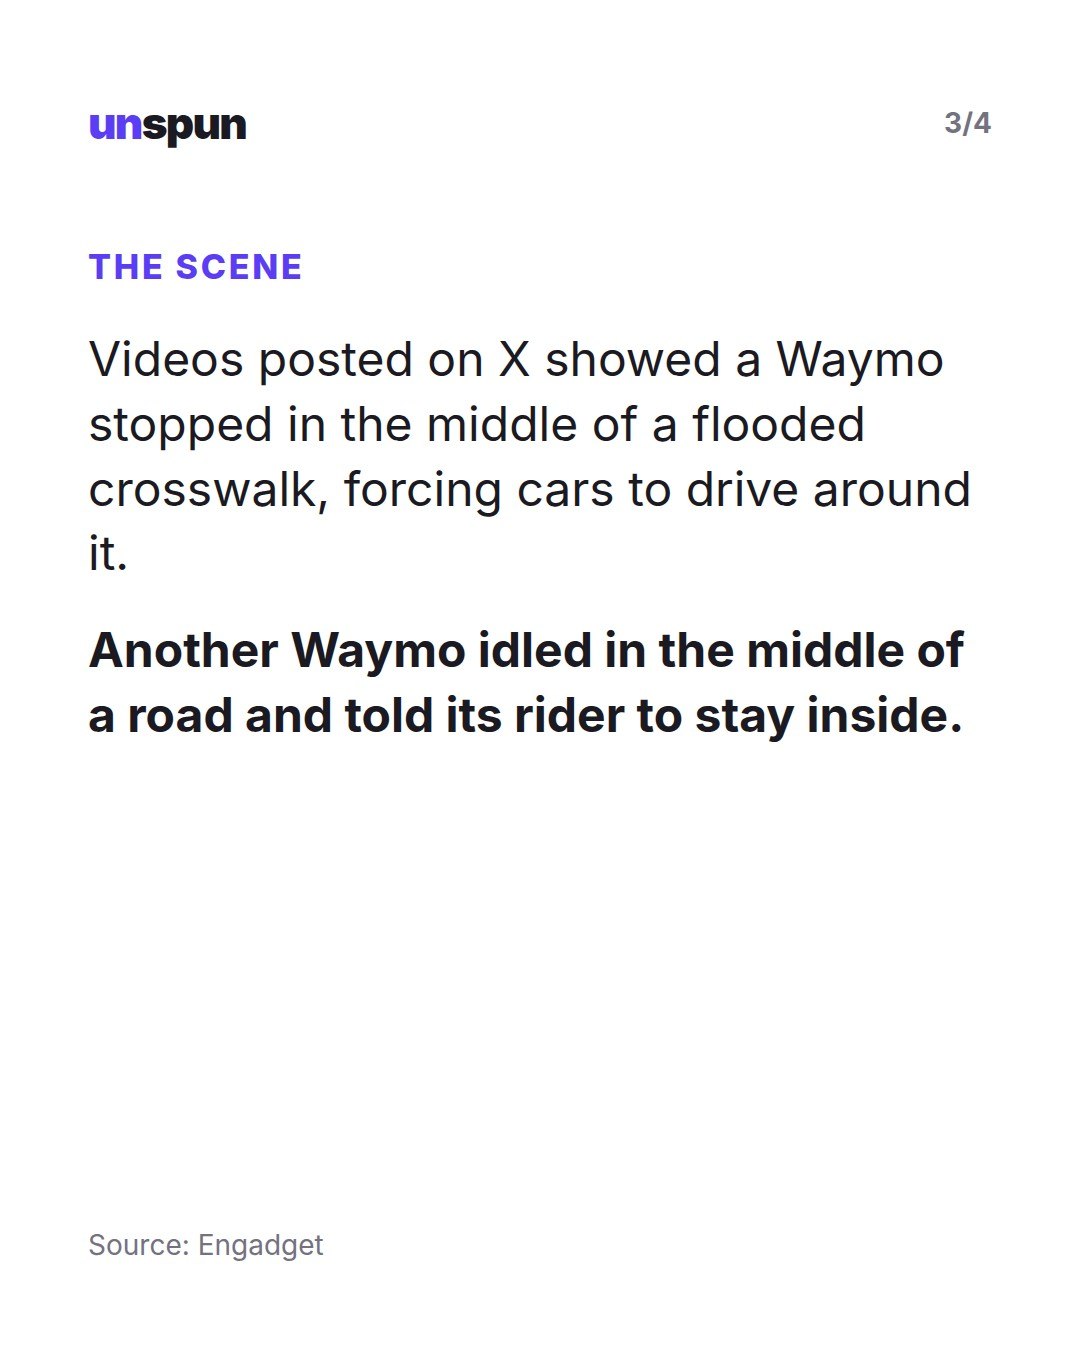 unspun
3/4
THE SCENE
Videos posted on X showed a Waymo
stopped in the middle of a flooded
crosswalk, forcing cars to drive around
it.
Another Waymo idled in the middle of
a road and told its rider to stay inside.
Source: Engadget